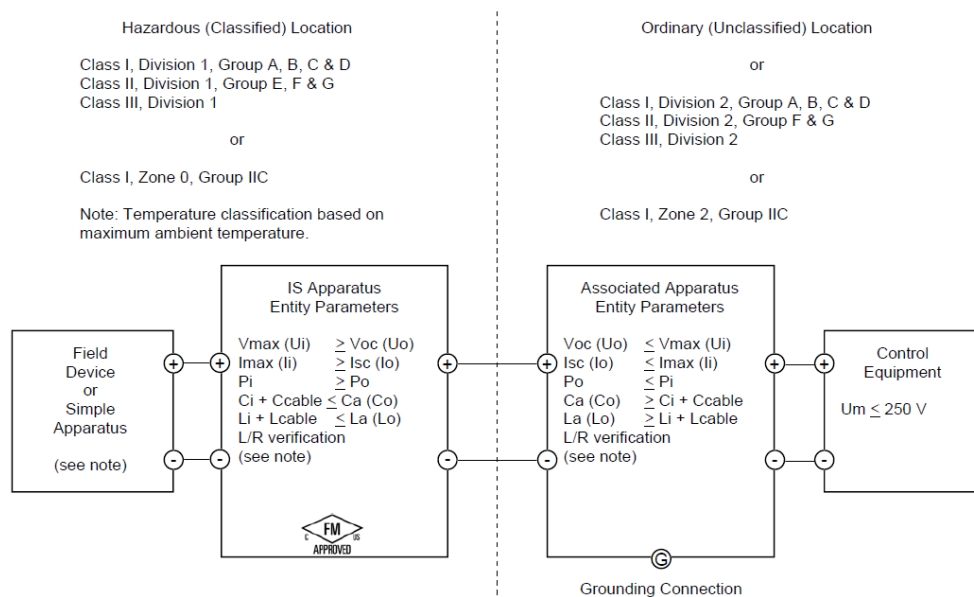 Hazardous (Classified) Location
Class I, Division 1, Group A, B, C & D
Class II, Division 1, Group E, F & G
Class III, Division 1
or
Class I, Zone 0, Group IIC
Note: Temperature classification based on
maximum ambient temperature.
Ordinary (Unclassified) Location
or
Class I, Division 2, Group A, B, C & D
Class II, Division 2, Group F & G
Class III, Division 2
or
Class I, Zone 2, Group IIC
Field
Device
or
Simple
Apparatus
(see note)
+
-
IS Apparatus
Entity Parameters
Vmax (Ui) ≥ Voc (Uo)
Imax (Ii) ≥ Isc (Io)
Pi ≥ Po
Ci + Ccable ≤ Ca (Co)
Li + Lcable ≤ La (Lo)
L/R verification
(see note)
+
-
+
-
C FM US
APPROVED
Associated Apparatus
Entity Parameters
Voc (Uo) ≤ Vmax (Ui)
Isc (Io) ≤ Imax (Ii)
Po ≤ Pi
Ca (Co) ≥ Ci + Ccable
La (Lo) ≥ Li + Lcable
L/R verification
(see note)
+
-
+
-
G
Grounding Connection
Control
Equipment
Um ≤ 250 V
+
-